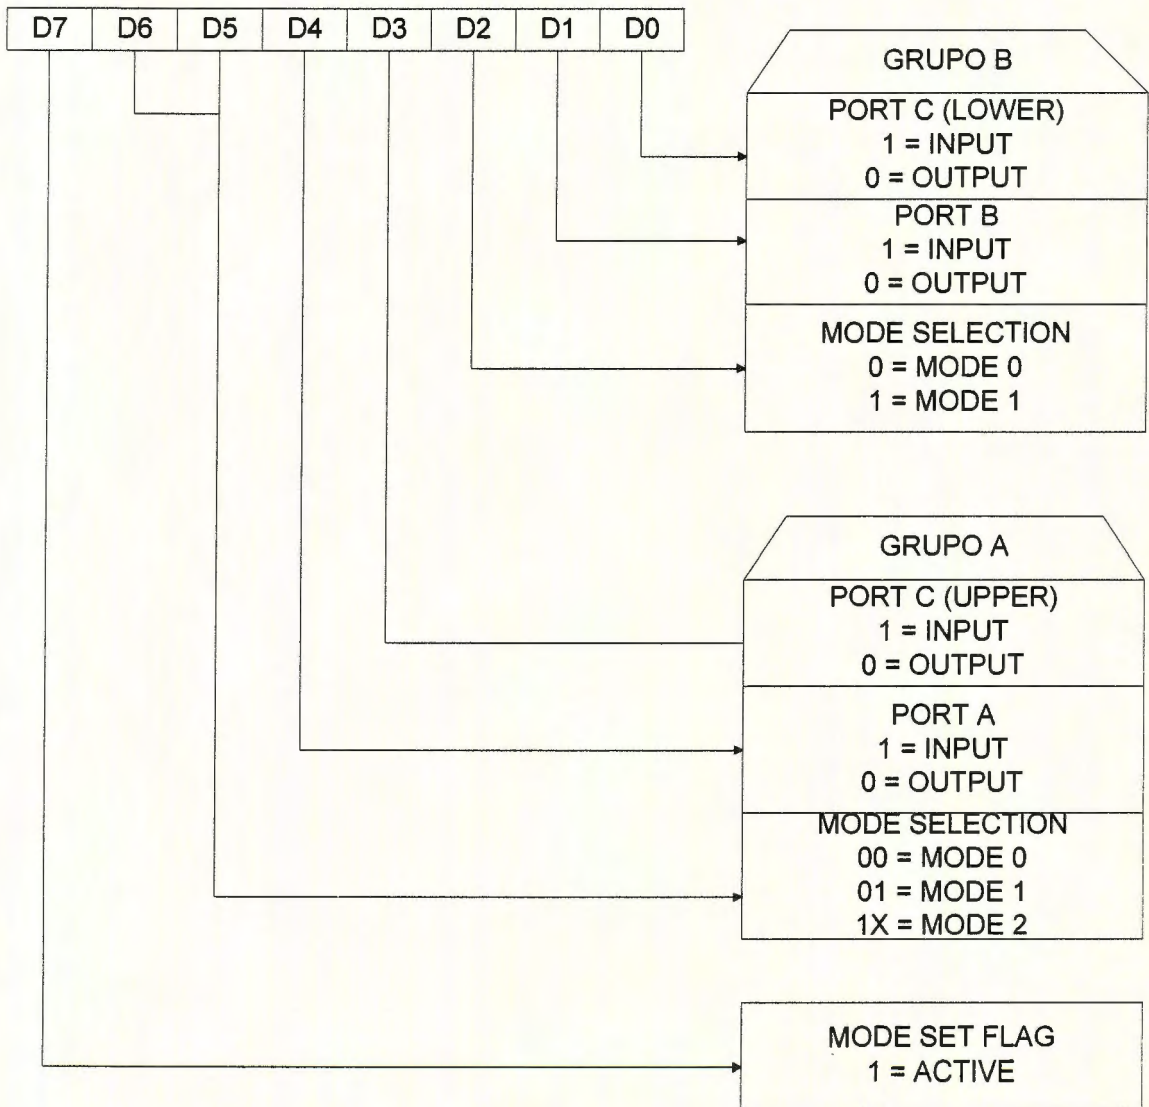 D7 D6 D5 D4 D3 D2 D1 D0
GRUPO B
PORT C (LOWER)
1 = INPUT
0 = OUTPUT
PORT B
1 = INPUT
0 = OUTPUT
MODE SELECTION
0 = MODE 0
1 = MODE 1
GRUPO A
PORT C (UPPER)
1 = INPUT
0 = OUTPUT
PORT A
1 = INPUT
0 = OUTPUT
MODE SELECTION
00 = MODE 0
01 = MODE 1
1X = MODE 2
MODE SET FLAG
1 = ACTIVE